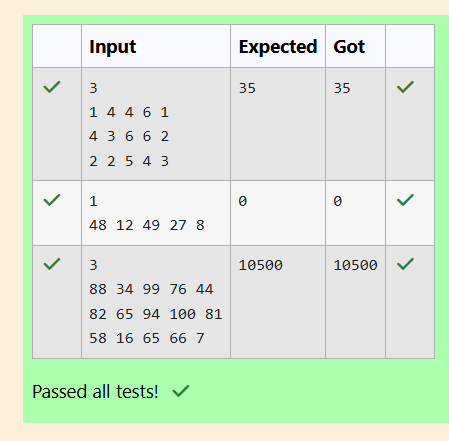 Input Expected Got
3 35 35
1 4 4 6 1
4 3 6 6 2
2 2 5 4 3
1 0 0
48 12 49 27 8
3 10500 10500
88 34 99 76 44
82 65 94 100 81
58 16 65 66 7
Passed all tests!